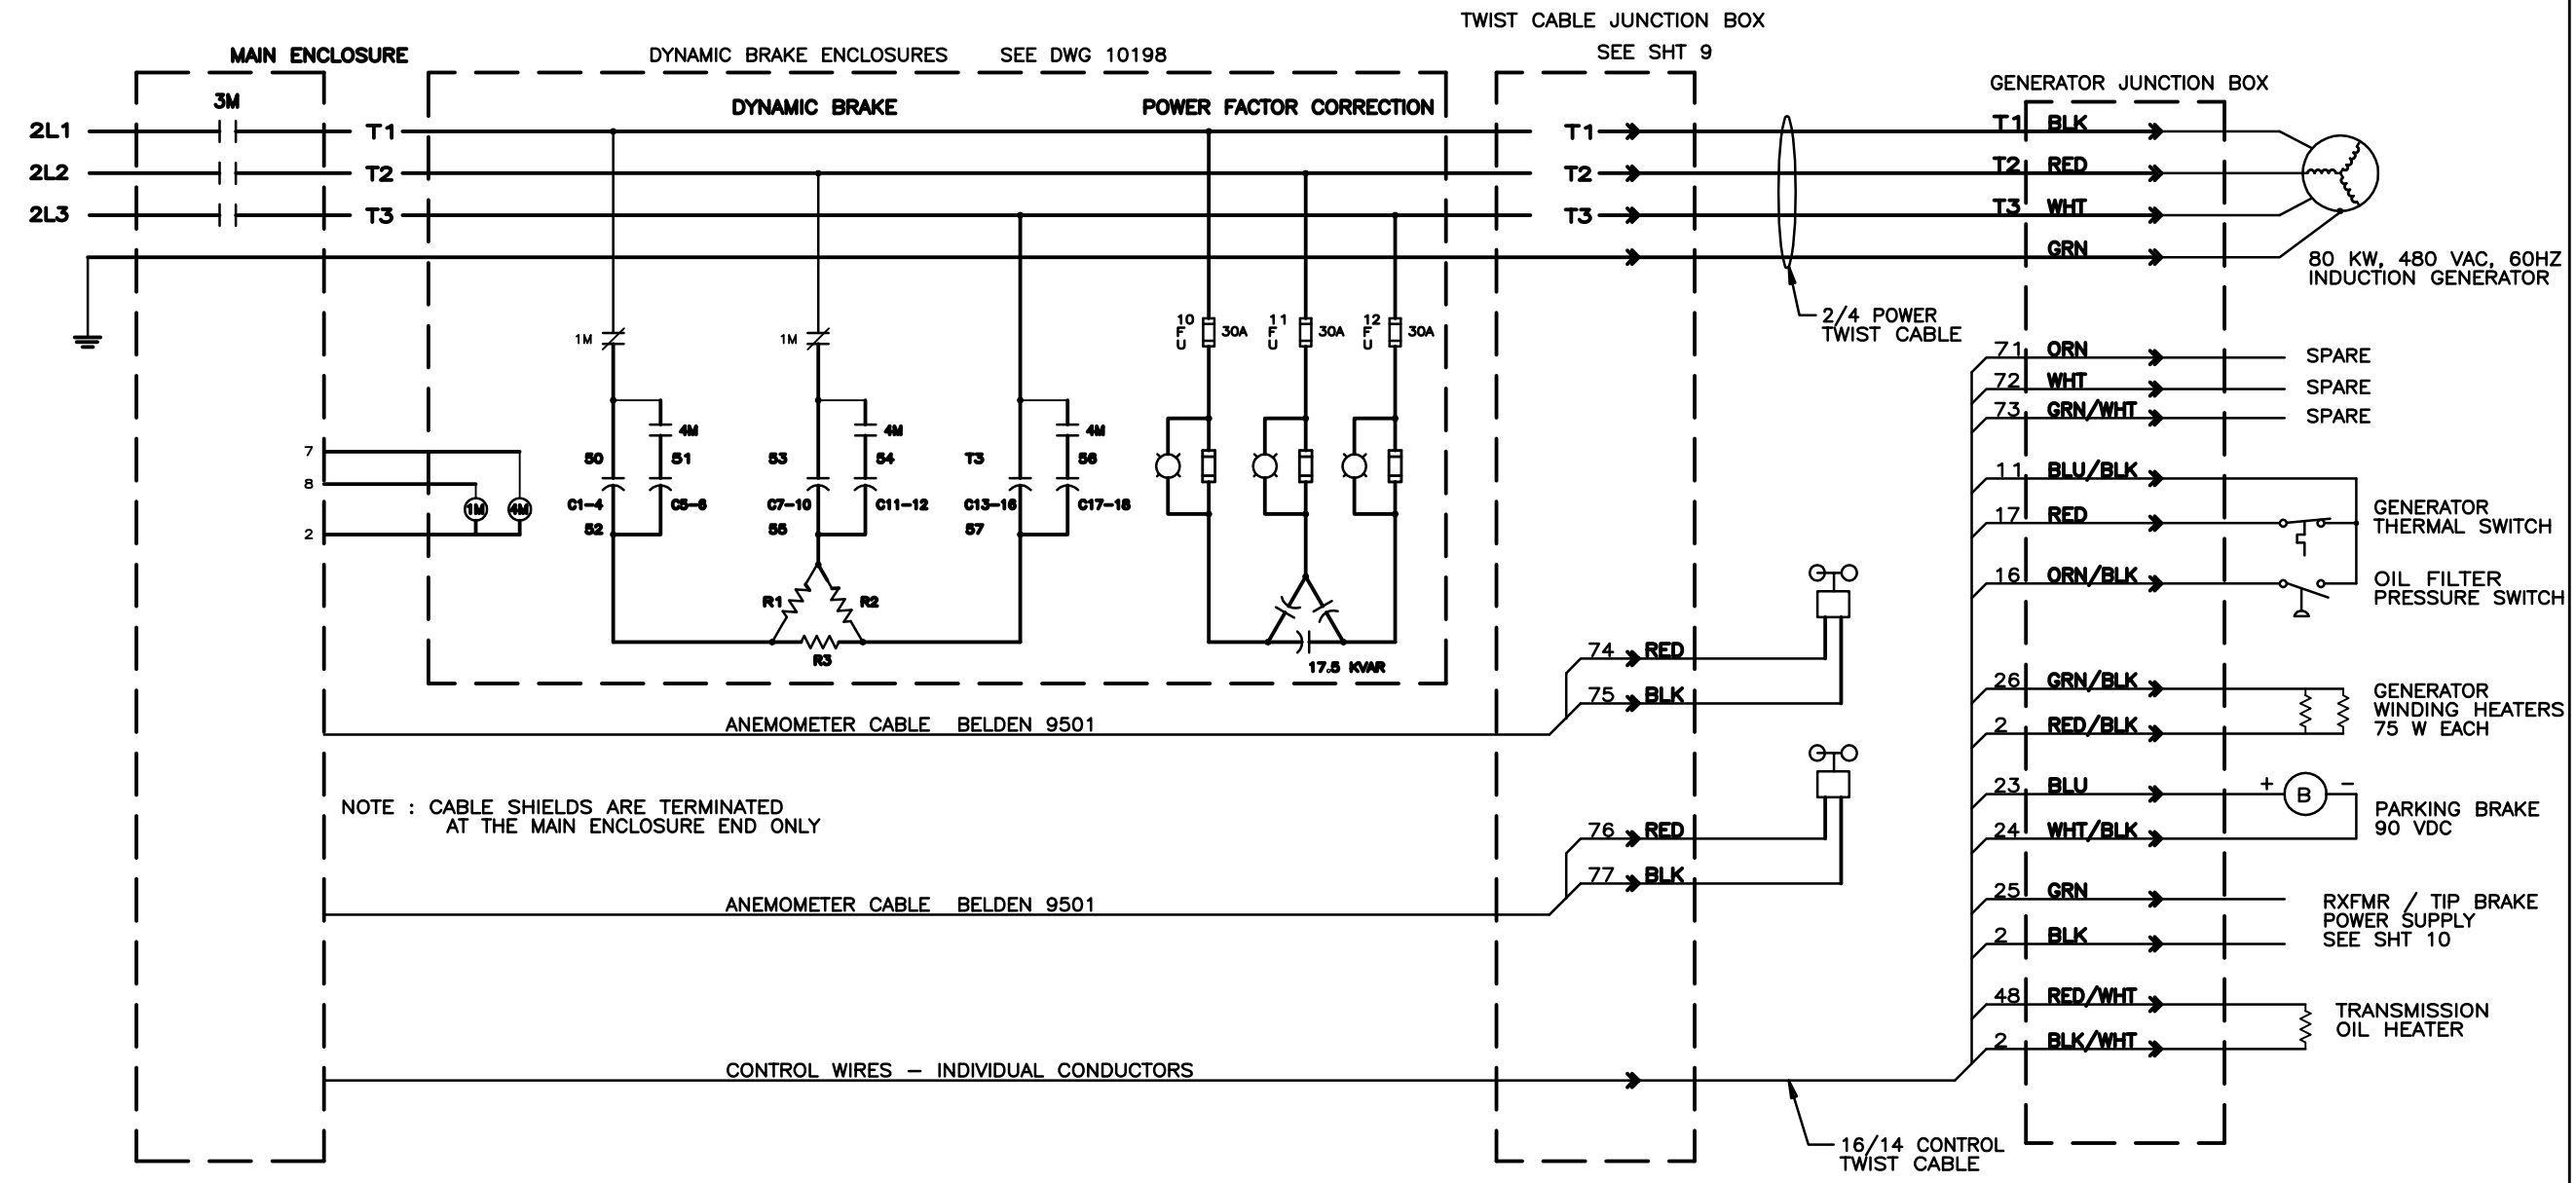 TWIST CABLE JUNCTION BOX
SEE SHT 9
MAIN ENCLOSURE
DYNAMIC BRAKE ENCLOSURES SEE DWG 10198
GENERATOR JUNCTION BOX
3M
DYNAMIC BRAKE
POWER FACTOR CORRECTION
2L1
T1
T1
T1
BLK
2L2
T2
T2
T2
RED
2L3
T3
T3
T3
WHT
GRN
80 KW, 480 VAC, 60HZ
INDUCTION GENERATOR
2/4 POWER
TWIST CABLE
1M
1M
10
F
U
30A
11
F
U
30A
12
F
U
30A
71
ORN
SPARE
72
WHT
SPARE
73
GRN/WHT
SPARE
4M
4M
4M
7
8
2
1M
4M
50
51
53
54
T3
56
C1-4
C5-6
C7-10
C11-12
C13-16
C17-18
52
55
57
R1
R2
R3
17.5 KVAR
11
BLU/BLK
17
RED
GENERATOR
THERMAL SWITCH
16
ORN/BLK
OIL FILTER
PRESSURE SWITCH
74
RED
75
BLK
26
GRN/BLK
2
RED/BLK
GENERATOR
WINDING HEATERS
75 W EACH
ANEMOMETER CABLE BELDEN 9501
23
BLU
+
B
-
24
WHT/BLK
PARKING BRAKE
90 VDC
NOTE : CABLE SHIELDS ARE TERMINATED
AT THE MAIN ENCLOSURE END ONLY
76
RED
77
BLK
ANEMOMETER CABLE BELDEN 9501
25
GRN
2
BLK
RXFMR / TIP BRAKE
POWER SUPPLY
SEE SHT 10
48
RED/WHT
2
BLK/WHT
TRANSMISSION
OIL HEATER
CONTROL WIRES - INDIVIDUAL CONDUCTORS
16/14 CONTROL
TWIST CABLE